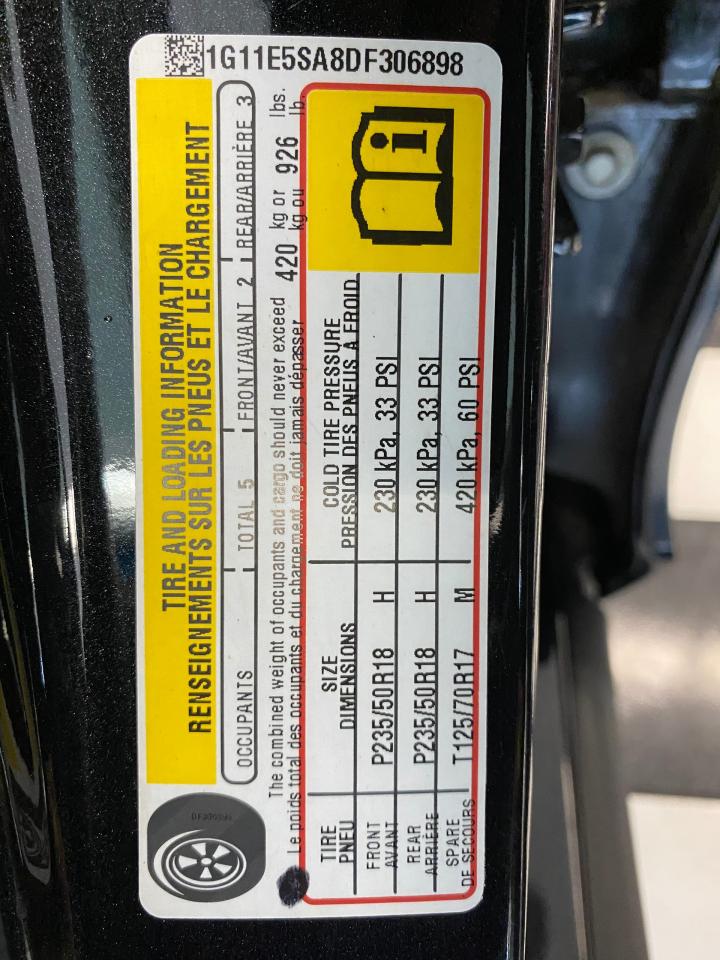 1G11E5SA8DF306898
TIRE AND LOADING INFORMATION
RENSEIGNEMENTS SUR LES PNEUS ET LE CHARGEMENT
OCCUPANTS TOTAL 5 FRONT/AVANT 2 REAR/ARRIÈRE 3
The combined weight of occupants and cargo should never exceed 420 kg or 926 lbs.
Le poids total des occupants et du chargement ne doit jamais dépasser kg ou lb.
TIRE SIZE COLD TIRE PRESSURE
PNEU DIMENSIONS PRESSION DES PNEUS À FROID
FRONT P235/50R18 H 230 kPa, 33 PSI
AVANT
REAR P235/50R18 H 230 kPa, 33 PSI
ARRIÈRE
SPARE T125/70R17 M 420 kPa, 60 PSI
DE SECOURS